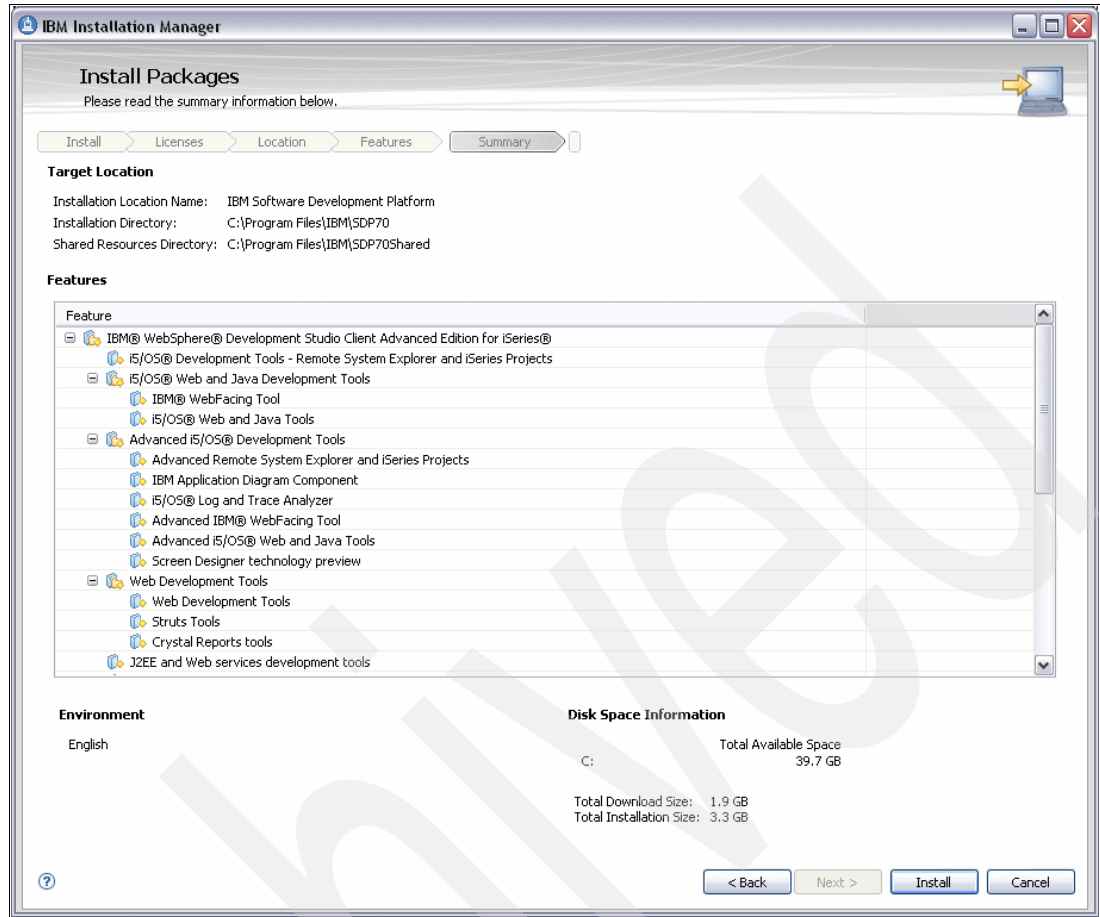 IBM Installation Manager
Install Packages
Please read the summary information below.
Install Licenses Location Features Summary
Target Location
Installation Location Name: IBM Software Development Platform
Installation Directory: C:\Program Files\IBM\SDP70
Shared Resources Directory: C:\Program Files\IBM\SDP70Shared
Features
Feature
IBM® WebSphere® Development Studio Client Advanced Edition for iSeries®
i5/OS® Development Tools - Remote System Explorer and iSeries Projects
i5/OS® Web and Java Development Tools
IBM® WebFacing Tool
i5/OS® Web and Java Tools
Advanced i5/OS® Development Tools
Advanced Remote System Explorer and iSeries Projects
IBM Application Diagram Component
i5/OS® Log and Trace Analyzer
Advanced IBM® WebFacing Tool
Advanced i5/OS® Web and Java Tools
Screen Designer technology preview
Web Development Tools
Web Development Tools
Struts Tools
Crystal Reports tools
J2EE and Web services development tools
Environment
English
Disk Space Information
Total Available Space
C: 39.7 GB
Total Download Size: 1.9 GB
Total Installation Size: 3.3 GB
? < Back Next > Install Cancel
hived